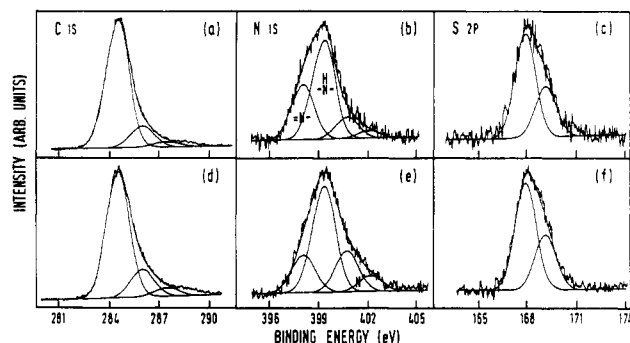 C 1S (a)
N 1S (b)
S 2P (c)
H
=N-
-N-
(d)
(e)
(f)
INTENSITY (ARB. UNITS)
281 284 287 290
396 399 402 405
165 168 171 174
BINDING ENERGY (eV)